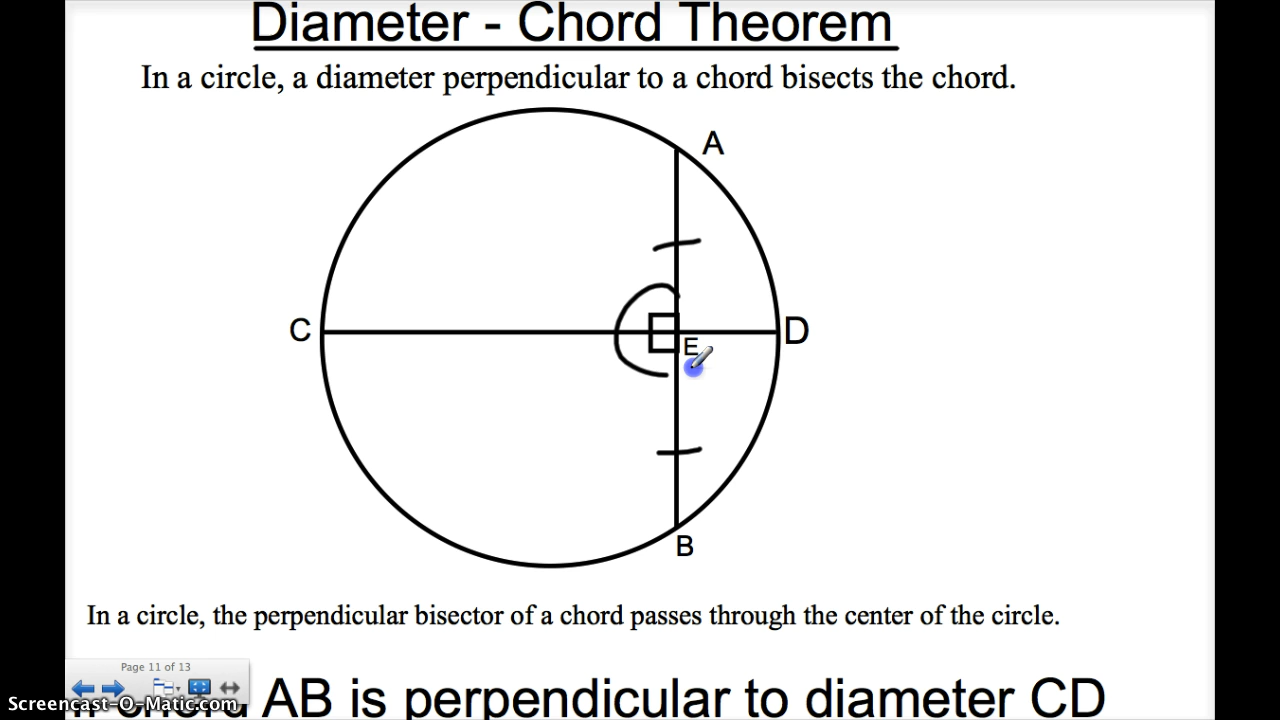 Diameter - Chord Theorem
In a circle, a diameter perpendicular to a chord bisects the chord.
A
C
D
E
B
In a circle, the perpendicular bisector of a chord passes through the center of the circle.
Page 11 of 13
chord AB is perpendicular to diameter CD
Screencast-O-Matic.com